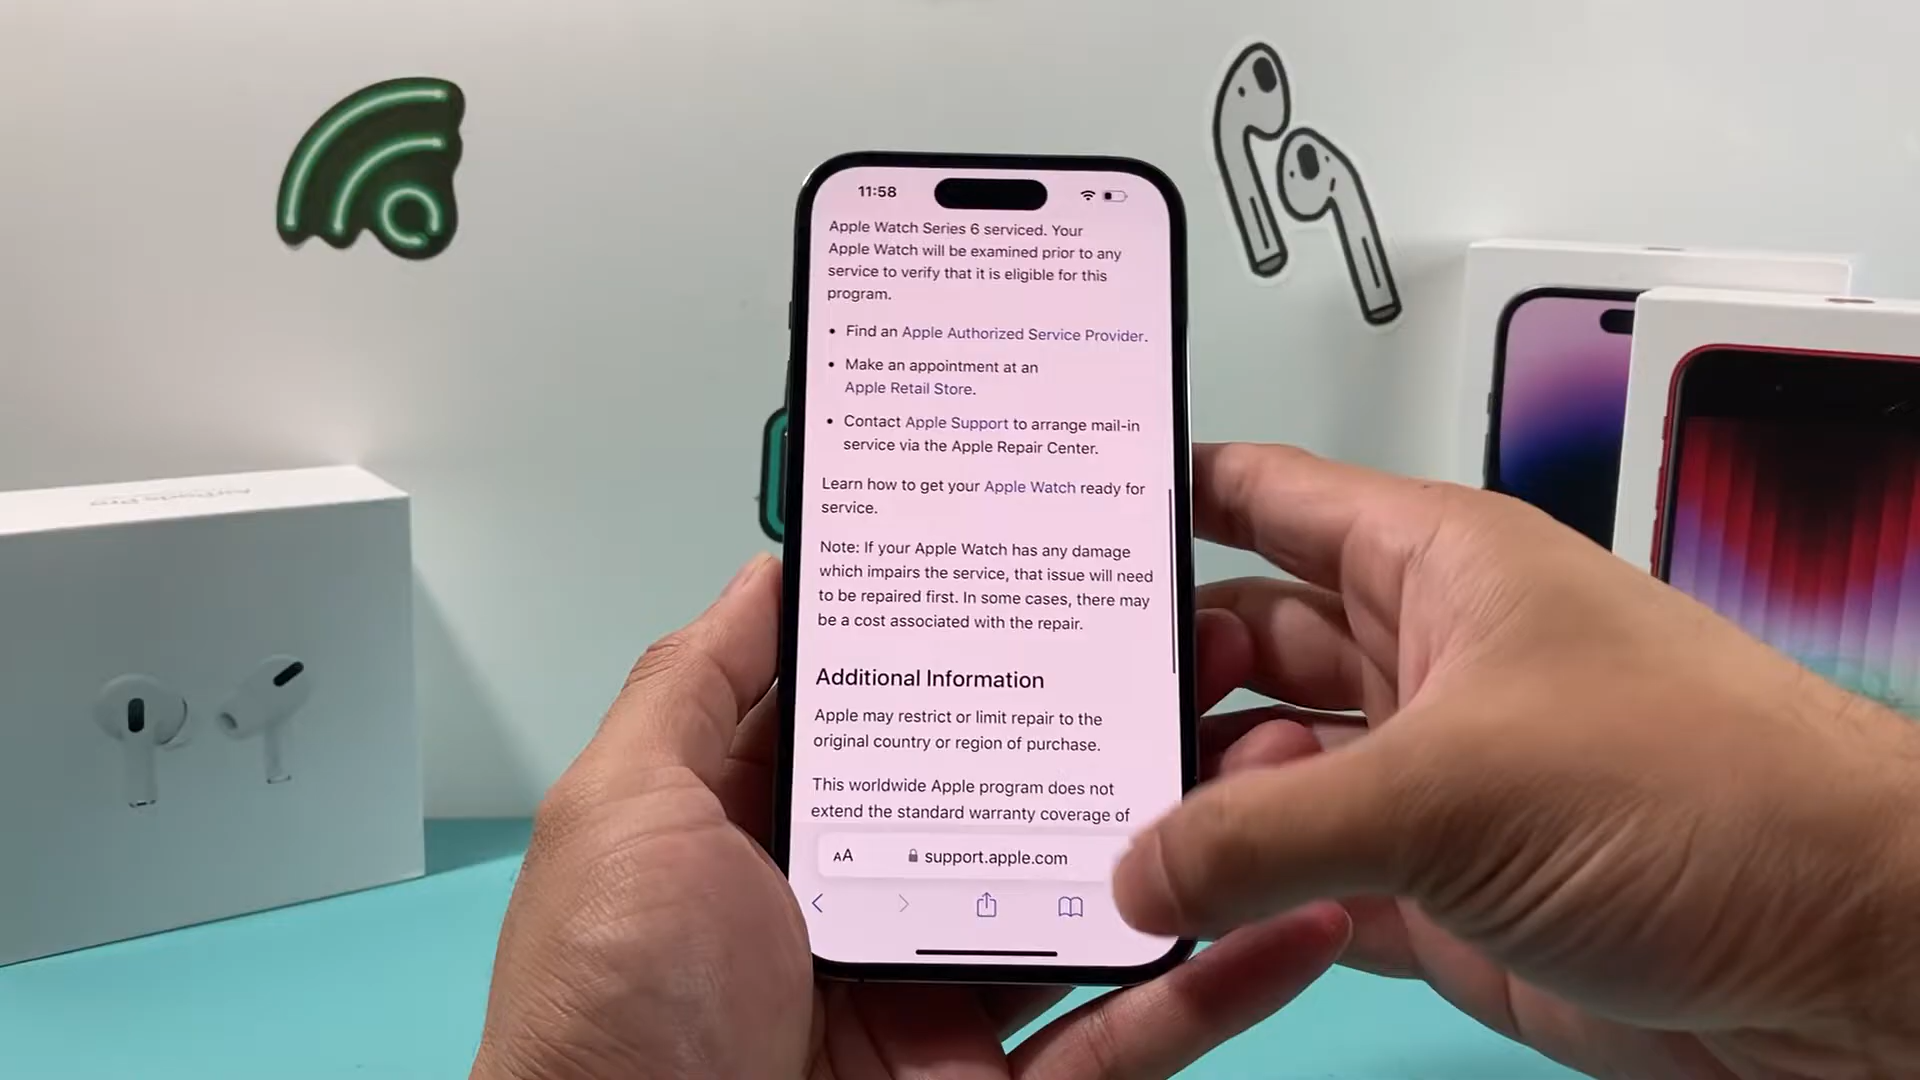 11:58
Apple Watch Series 6 serviced. Your
Apple Watch will be examined prior to any
service to verify that it is eligible for this
program.
• Find an Apple Authorized Service Provider.
• Make an appointment at an
Apple Retail Store.
• Contact Apple Support to arrange mail-in
service via the Apple Repair Center.
Learn how to get your Apple Watch ready for
service.
Note: If your Apple Watch has any damage
which impairs the service, that issue will need
to be repaired first. In some cases, there may
be a cost associated with the repair.
Additional Information
Apple may restrict or limit repair to the
original country or region of purchase.
This worldwide Apple program does not
extend the standard warranty coverage of
AA support.apple.com
AirPods Pro